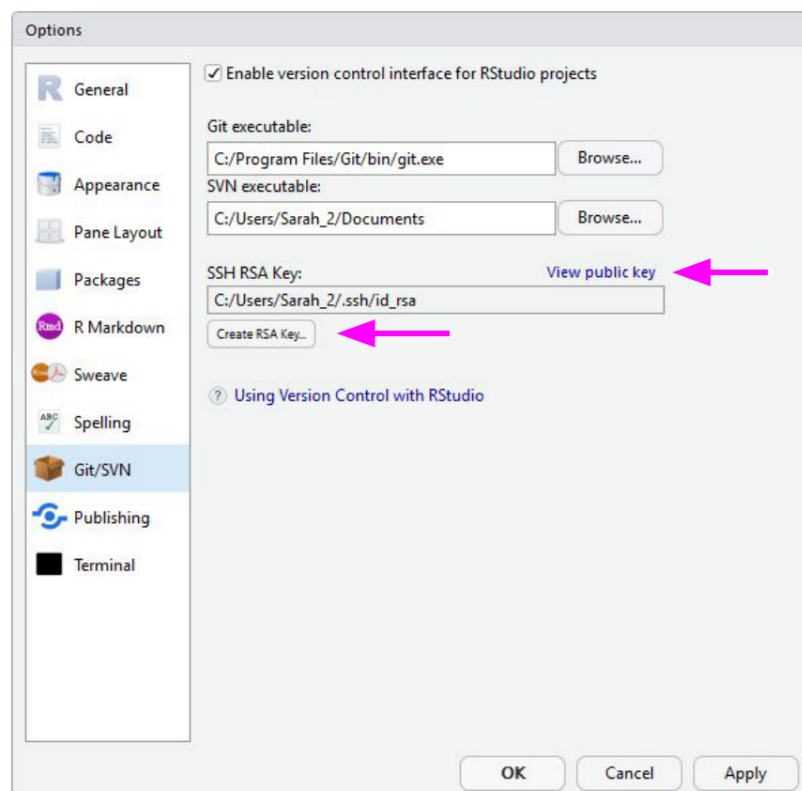 Options
General
Code
Appearance
Pane Layout
Packages
Rmd R Markdown
Sweave
ABC Spelling
Git/SVN
Publishing
Terminal
Enable version control interface for RStudio projects
Git executable:
C:/Program Files/Git/bin/git.exe Browse...
SVN executable:
C:/Users/Sarah_2/Documents Browse...
SSH RSA Key: View public key
C:/Users/Sarah_2/.ssh/id_rsa
Create RSA Key...
? Using Version Control with RStudio
OK Cancel Apply